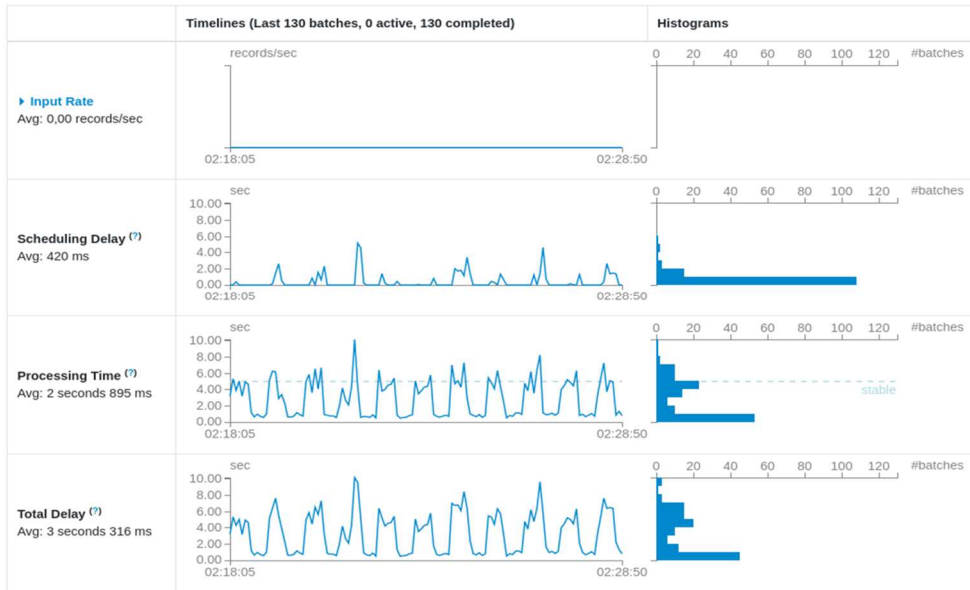 Timelines (Last 130 batches, 0 active, 130 completed)
Histograms
records/sec
0 20 40 60 80 100 120 #batches
Input Rate
Avg: 0,00 records/sec
02:18:05 02:28:50
sec
0 20 40 60 80 100 120 #batches
10.00
8.00
6.00
4.00
2.00
0.00
Scheduling Delay (?)
Avg: 420 ms
02:18:05 02:28:50
sec
0 20 40 60 80 100 120 #batches
10.00
8.00
6.00
4.00
2.00
0.00
Processing Time (?)
Avg: 2 seconds 895 ms
stable
02:18:05 02:28:50
sec
0 20 40 60 80 100 120 #batches
10.00
8.00
6.00
4.00
2.00
0.00
Total Delay (?)
Avg: 3 seconds 316 ms
02:18:05 02:28:50